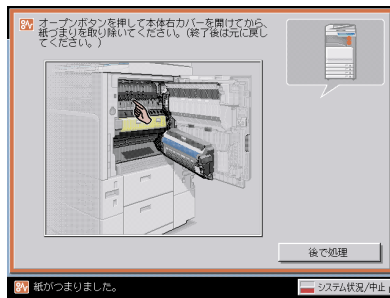 オープンボタンを押して本体右カバーを開けてから、
紙づまりを取り除いてください。(終了後は元に戻し
てください。)
後で処理
紙がつまりました。
システム状況/中止